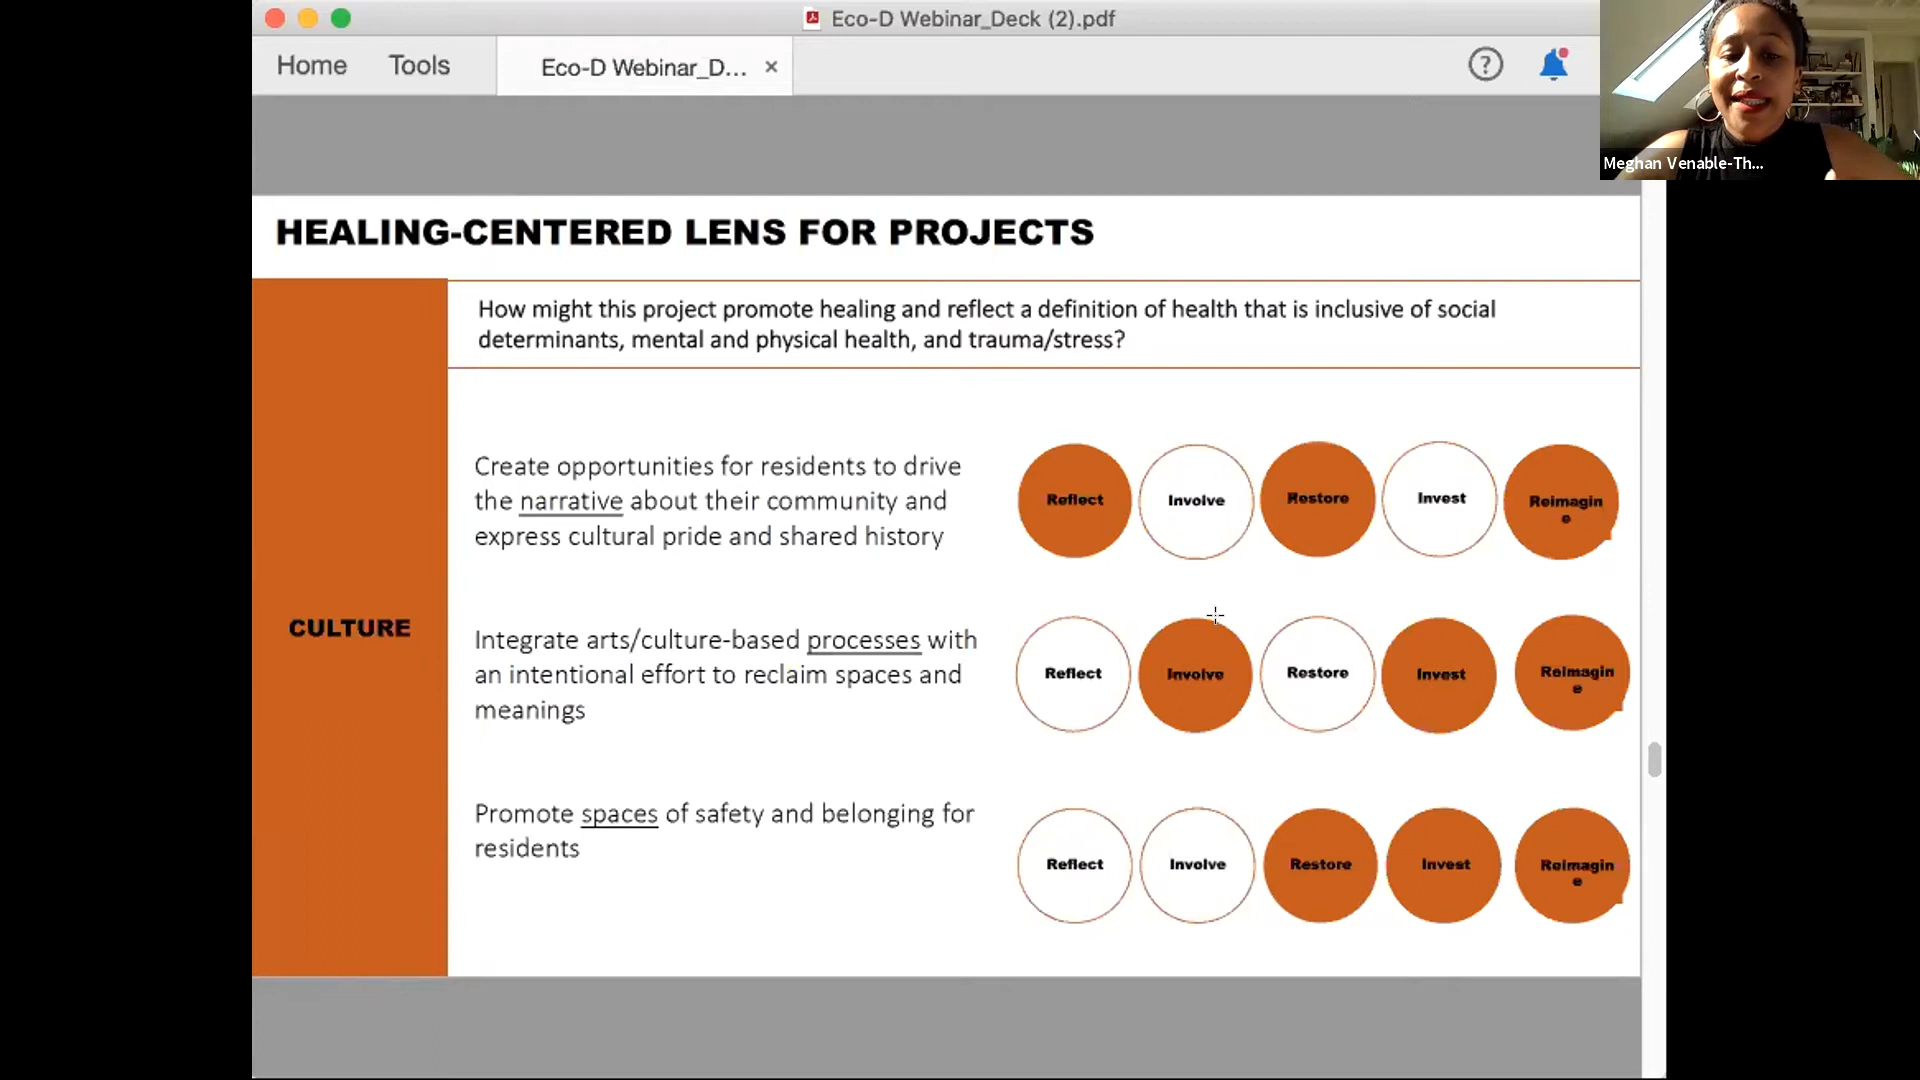 Eco-D Webinar_Deck (2).pdf
Home Tools Eco-D Webinar_D... × ?
Meghan Venable-Th...
HEALING-CENTERED LENS FOR PROJECTS
How might this project promote healing and reflect a definition of health that is inclusive of social
determinants, mental and physical health, and trauma/stress?
CULTURE
Create opportunities for residents to drive
the narrative about their community and
express cultural pride and shared history
Reflect Involve Restore Invest Reimagin
e
Integrate arts/culture-based processes with
an intentional effort to reclaim spaces and
meanings
Reflect Involve Restore Invest Reimagin
e
Promote spaces of safety and belonging for
residents
Reflect Involve Restore Invest Reimagin
e